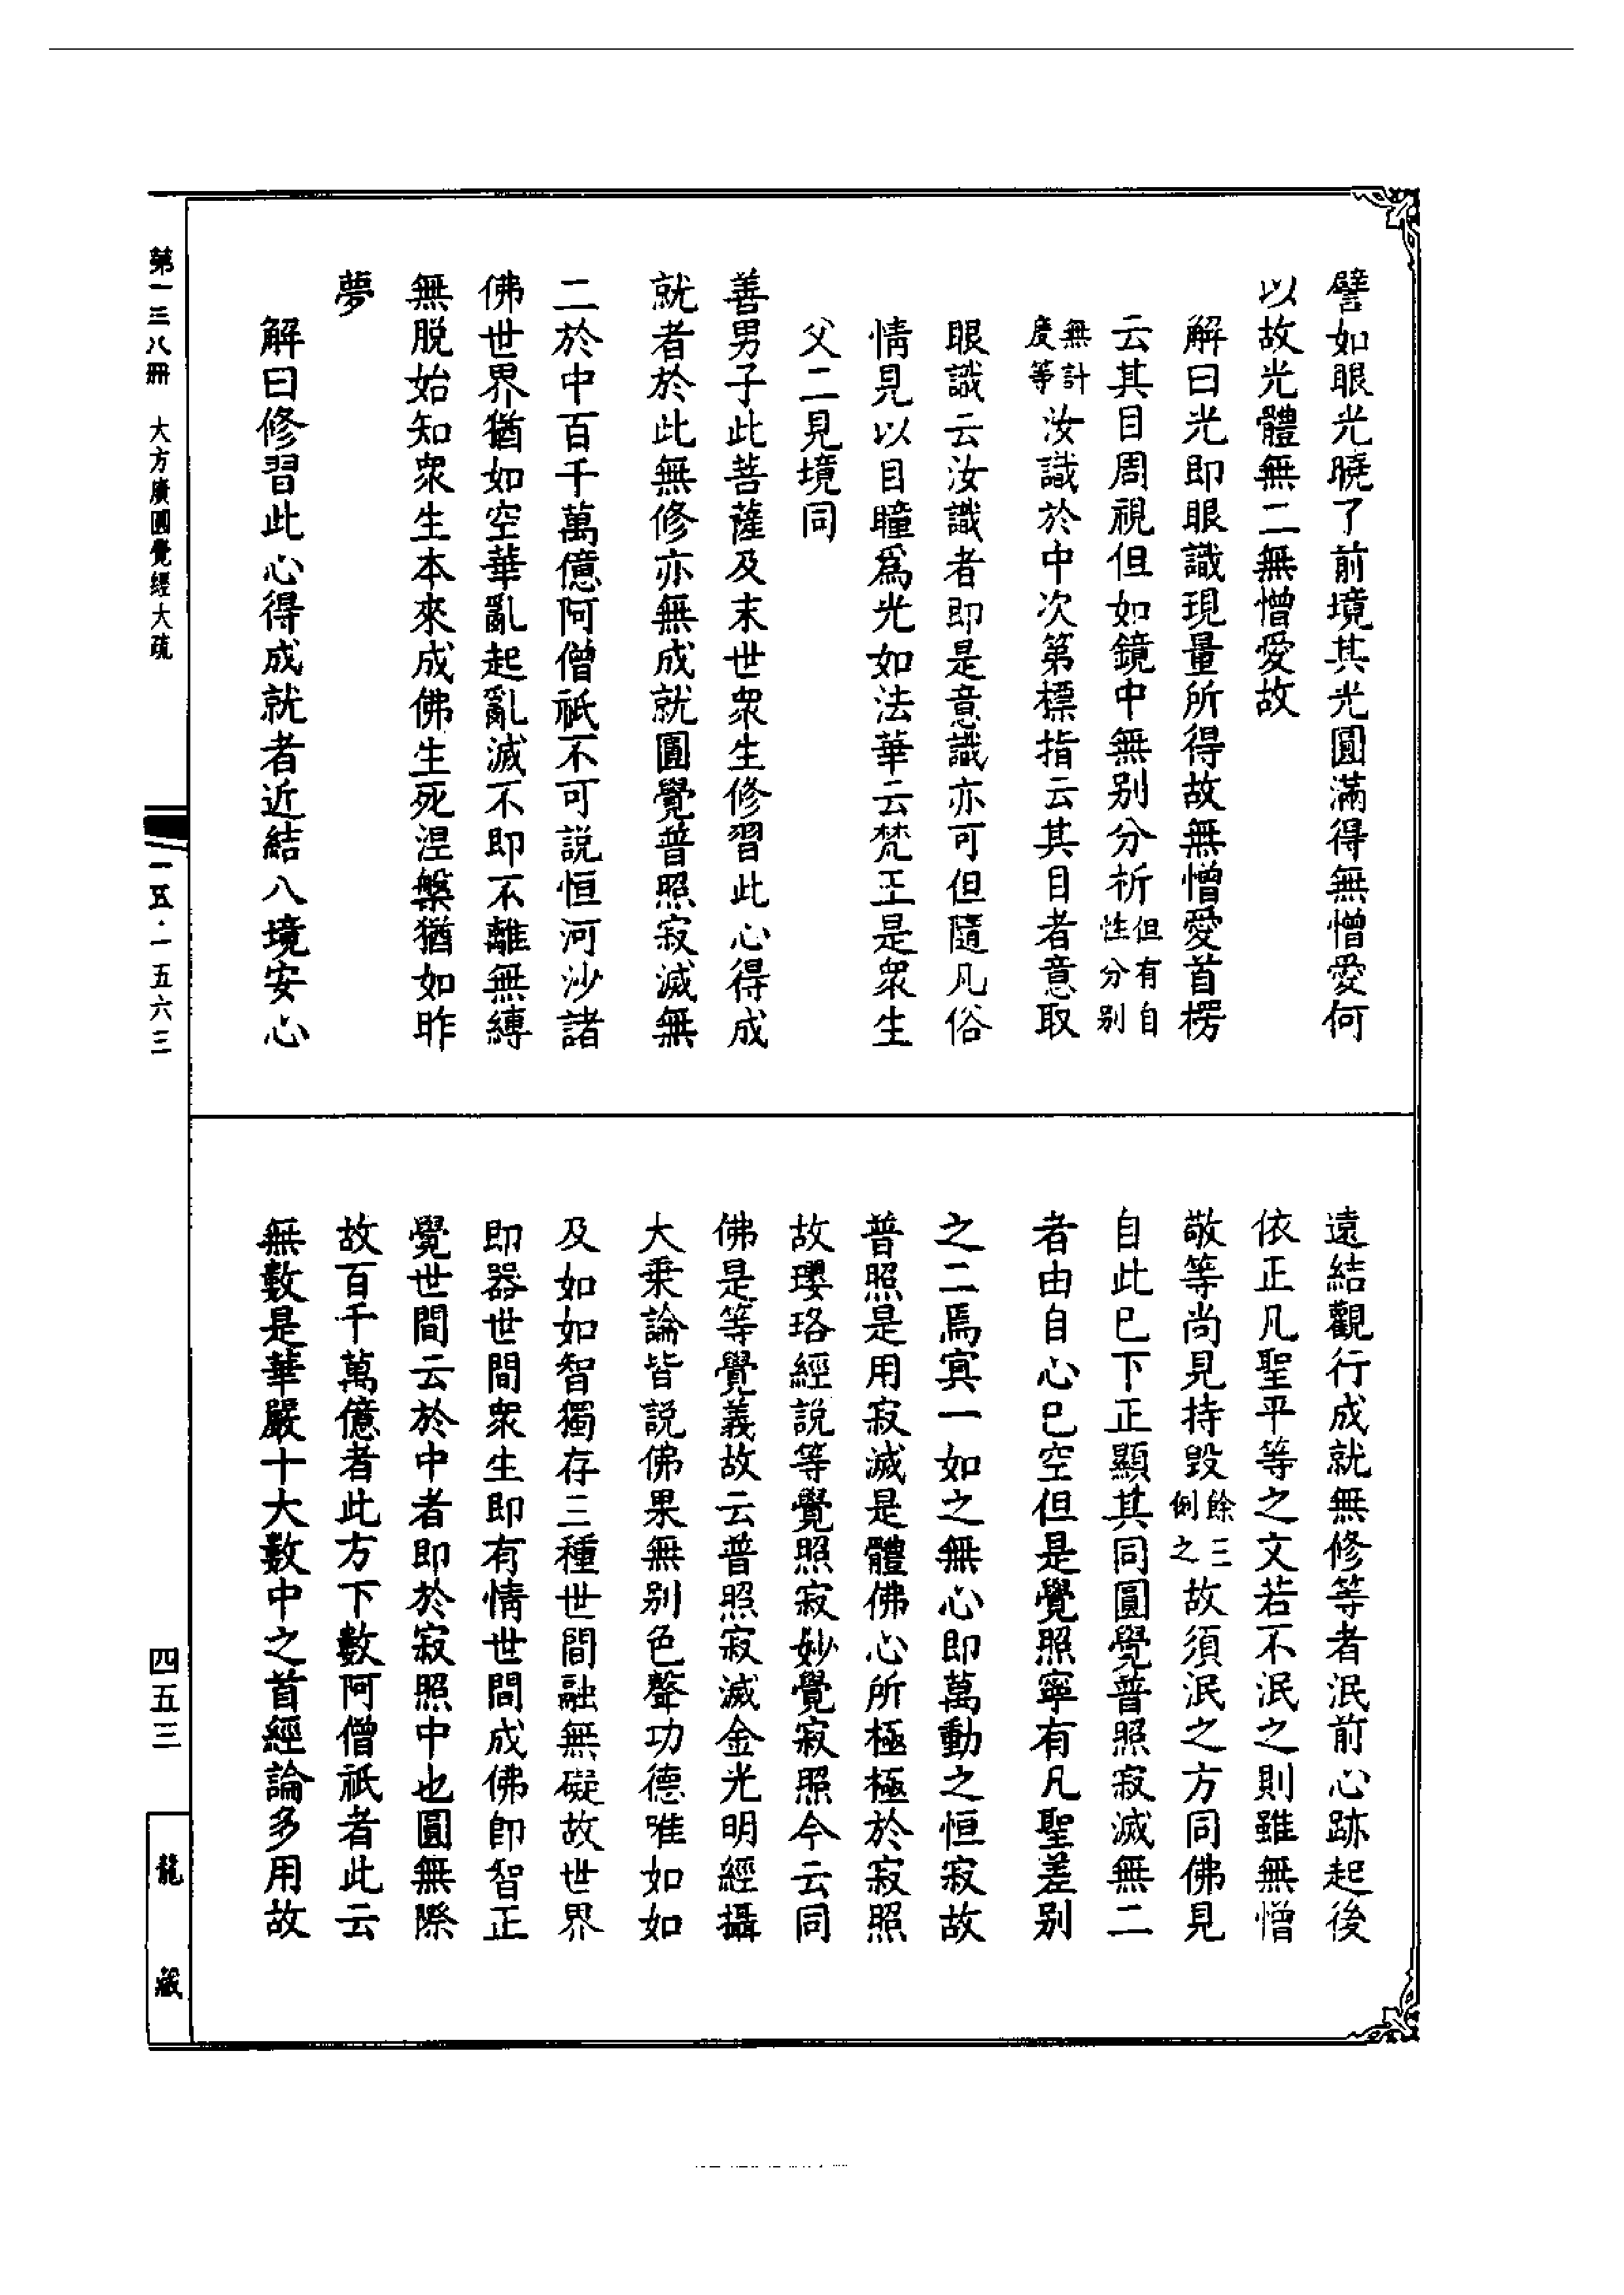 譬如眼光曉了前境其光圓滿得無憎愛何
以故光體無二無憎愛故
解曰光即眼識現量所得故無憎愛首楞
云其目周視但如鏡中無别分析但有自性分别
無計度等汝識於中次第標指云其目者意取
眼識云汝識者即是意識亦可但隨凡俗
情見以目瞳爲光如法華云梵王是衆生
父二見境同
善男子此菩薩及末世衆生修習此心得成
就者於此無修亦無成就圓覺普照寂滅無
二於中百千萬億阿僧祇不可説恒河沙諸
佛世界猶如空華亂起亂滅不即不離無縛
無脱始知衆生本來成佛生死涅槃猶如昨
夢
解曰修習此心得成就者近結八境安心
遠結觀行成就無修等者泯前心跡起後
依正凡聖平等之文若不泯之則雖無憎
敬等尚見持毀餘三例之故須泯之方同佛見
自此已下正顯其同圓覺普照寂滅無二
者由自心已空但是覺照寧有凡聖差别
之二焉寘一如之無心即萬動之恒寂故
普照是用寂滅是體佛心所極極於寂照
故瓔珞經説等覺照寂妙覺寂照今云同
佛是等覺義故云普照寂滅金光明經攝
大乘論皆説佛果無别色聲功德唯如如
及如如智獨存三種世間融無礙故世界
即器世間衆生即有情世間成佛即智正
覺世間云於中者即於寂照中也圓無際
故百千萬億者此方下數阿僧祇者此云
無數是華嚴十大數中之首經論多用故
第一三八冊 大方廣圓覺經大疏
一五·一五六三
四五三
龍藏